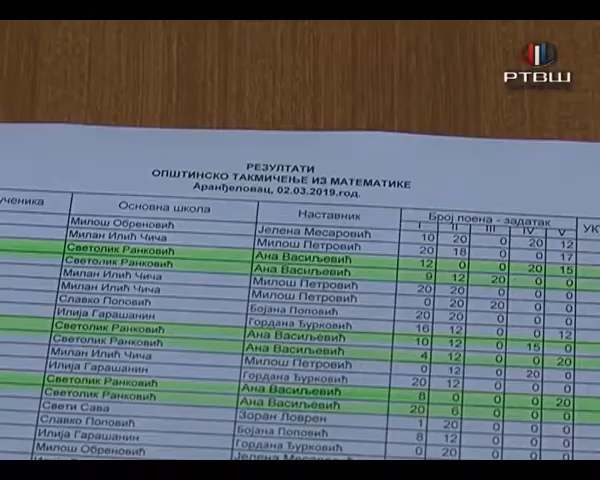 РТВШ
РЕЗУЛТАТИ
ОПШТИНСКО ТАКМИЧЕЊЕ ИЗ МАТЕМАТИКЕ
Аранђеловац, 02.03.2019.год.
ученика Основна школа Наставник Број поена - задатак УК
I II III IV V
Милош Обреновић Јелена Месаровић 10 20 0 20 12
Милан Илић Чича Милош Петровић 20 18 0 0 17
Светолик Ранковић Ана Васиљевић 12 0 0 20 15
Светолик Ранковић Ана Васиљевић 9 12 20 0 0
Милан Илић Чича Милош Петровић 20 20 0 0 0
Милан Илић Чича Милош Петровић 0 20 20 0 0
Славко Поповић Бојана Поповић 20 20 0 0 0
Илија Гарашанин Гордана Ђурковић 16 12 0 0 12
Светолик Ранковић Ана Васиљевић 10 12 0 15 0
Светолик Ранковић Ана Васиљевић 4 12 0 0 20
Милан Илић Чича Милош Петровић 0 12 0 20 0
Илија Гарашанин Гордана Ђурковић 20 12 0 0 0
Светолик Ранковић Ана Васиљевић 8 0 0 0 20
Светолик Ранковић Ана Васиљевић 20 6 0 0 0
Свети Сава Зоран Ловрен 1 20 0 0 0
Славко Поповић Бојана Поповић 8 12 0 0 0
Илија Гарашанин Гордана Ђурковић 0 20 0 0 0
Милош Обреновић Јелена Месаровић